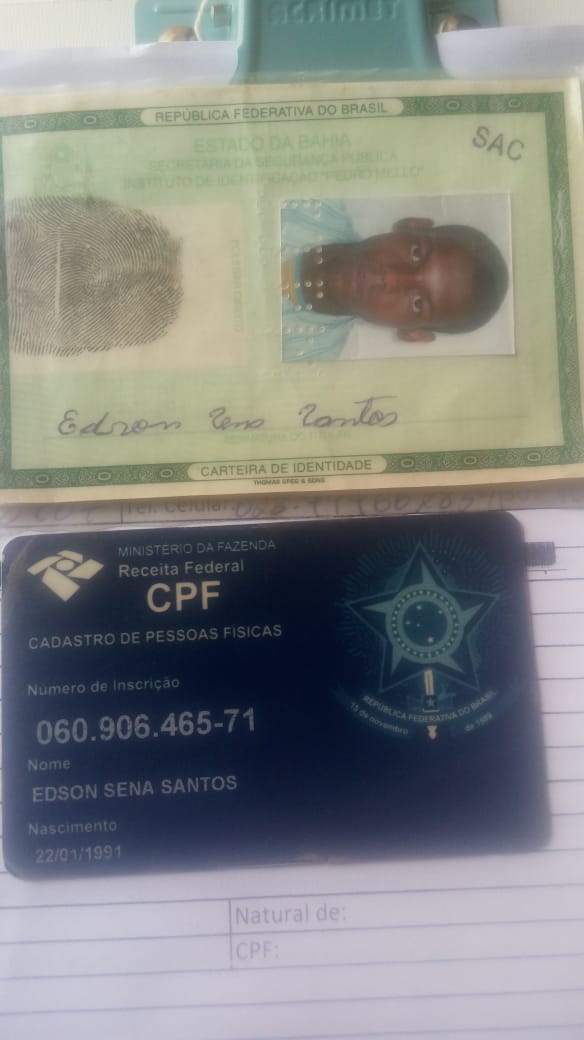 Schimet
REPÚBLICA FEDERATIVA DO BRASIL
SAC
ESTADO DA BAHIA
SECRETARIA DA SEGURANÇA PÚBLICA
INSTITUTO DE IDENTIFICAÇÃO "PEDRO MELLO"
POLEGAR DIREITO
Edson Sena Santos
ASSINATURA DO TITULAR
CARTEIRA DE IDENTIDADE
THOMAS GREG & SONS
Tel. Celular:
MINISTÉRIO DA FAZENDA
Receita Federal
CPF
CADASTRO DE PESSOAS FÍSICAS
Número de Inscrição
060.906.465-71
Nome
EDSON SENA SANTOS
Nascimento
22/01/1991
REPÚBLICA FEDERATIVA DO BRASIL
15 de novembro de 1889
Natural de:
CPF: